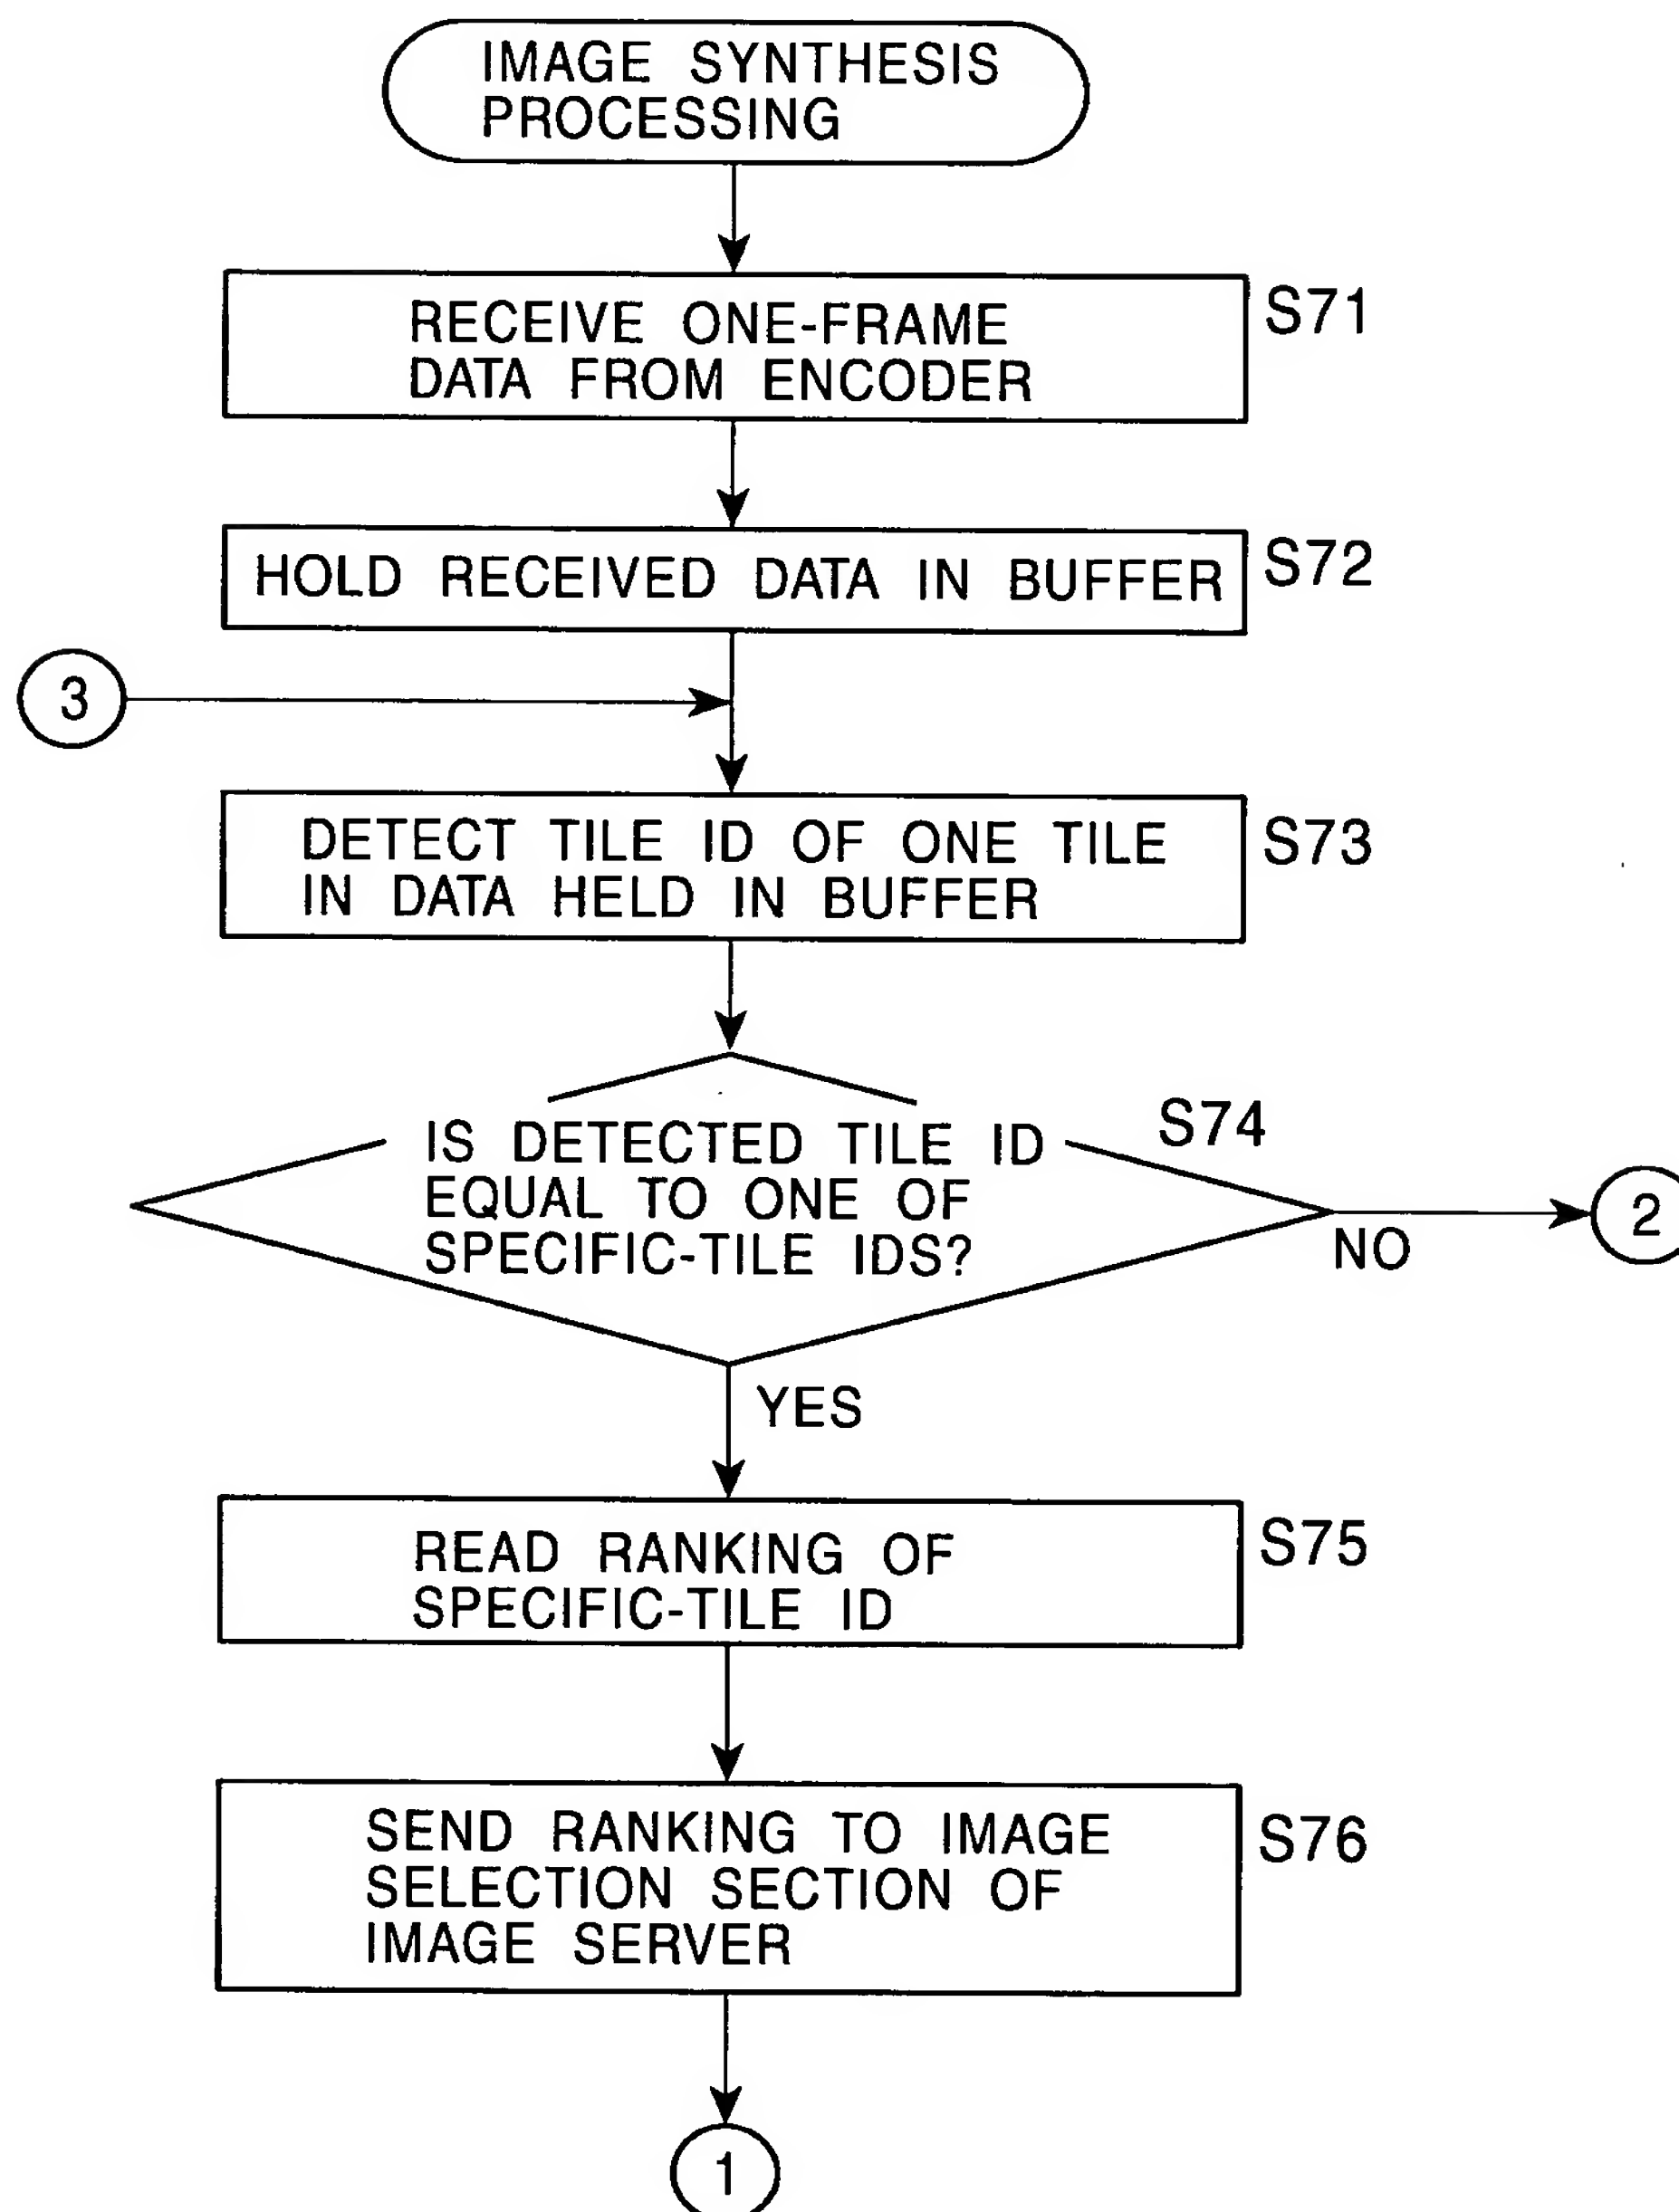 IMAGE SYNTHESIS
PROCESSING
RECEIVE ONE-FRAME
DATA FROM ENCODER
S71
HOLD RECEIVED DATA IN BUFFER
S72
3
DETECT TILE ID OF ONE TILE
IN DATA HELD IN BUFFER
S73
IS DETECTED TILE ID
EQUAL TO ONE OF
SPECIFIC-TILE IDS?
S74
NO
2
YES
READ RANKING OF
SPECIFIC-TILE ID
S75
SEND RANKING TO IMAGE
SELECTION SECTION OF
IMAGE SERVER
S76
1